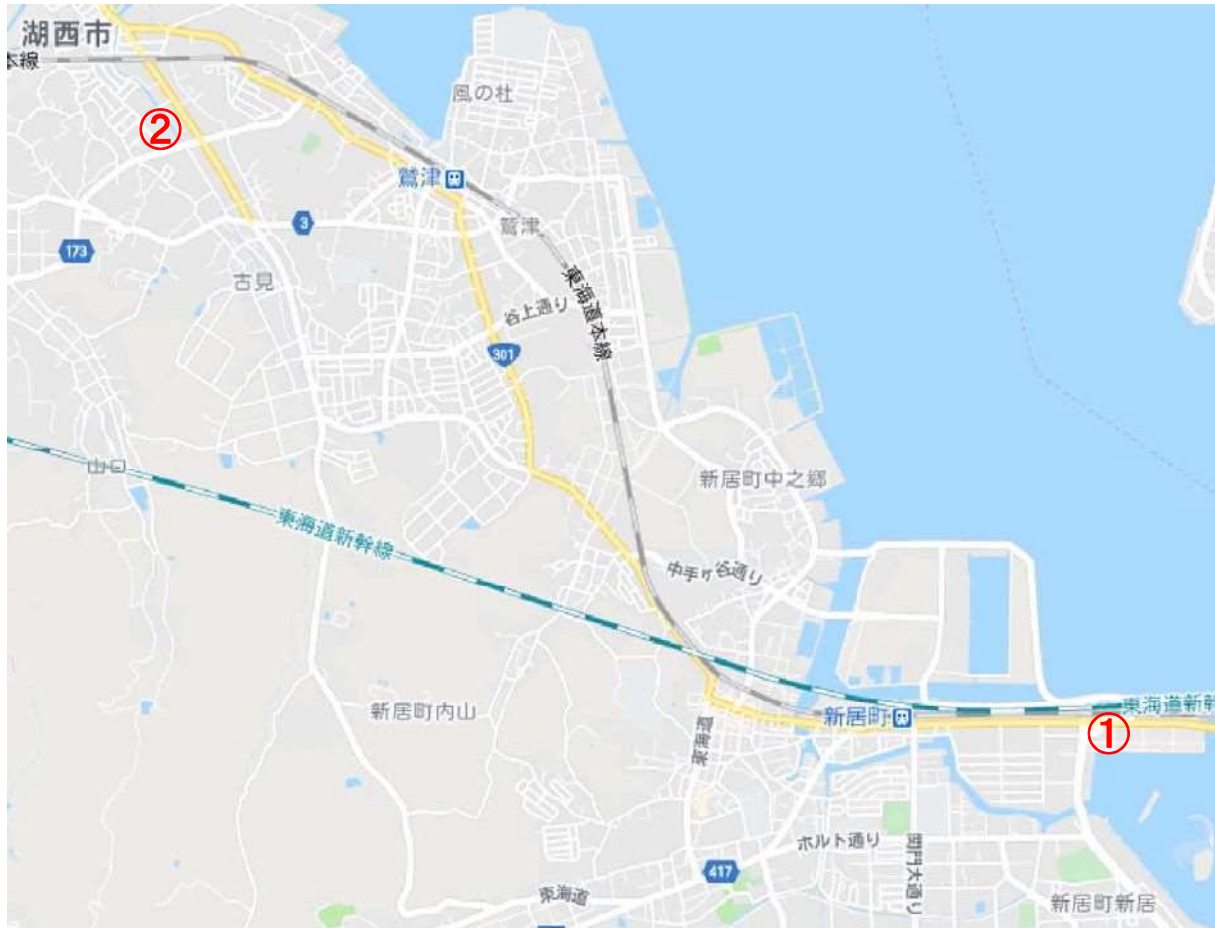 湖西市
本線
②
風の杜
鷲津
鷲津
3
173
古見
東海道本線
谷上通り
301
山口
新居町中之郷
東海道新幹線
中手ヶ谷通り
新居町内山
東海道
新居町
東海道新幹
①
ホルト通り
関門大通り
417
東海道
新居町新居